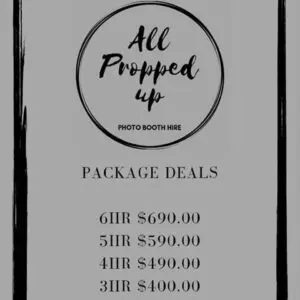 All
Propped
up
PHOTO BOOTH HIRE
PACKAGE DEALS
6HR $690.00
5HR $590.00
4HR $490.00
3HR $400.00